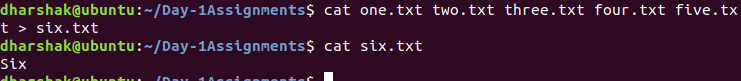 dharshak@ubuntu:~/Day-1Assignments$ cat one.txt two.txt three.txt four.txt five.tx
t > six.txt
dharshak@ubuntu:~/Day-1Assignments$ cat six.txt
Six
dharshak@ubuntu:~/Day-1Assignments$